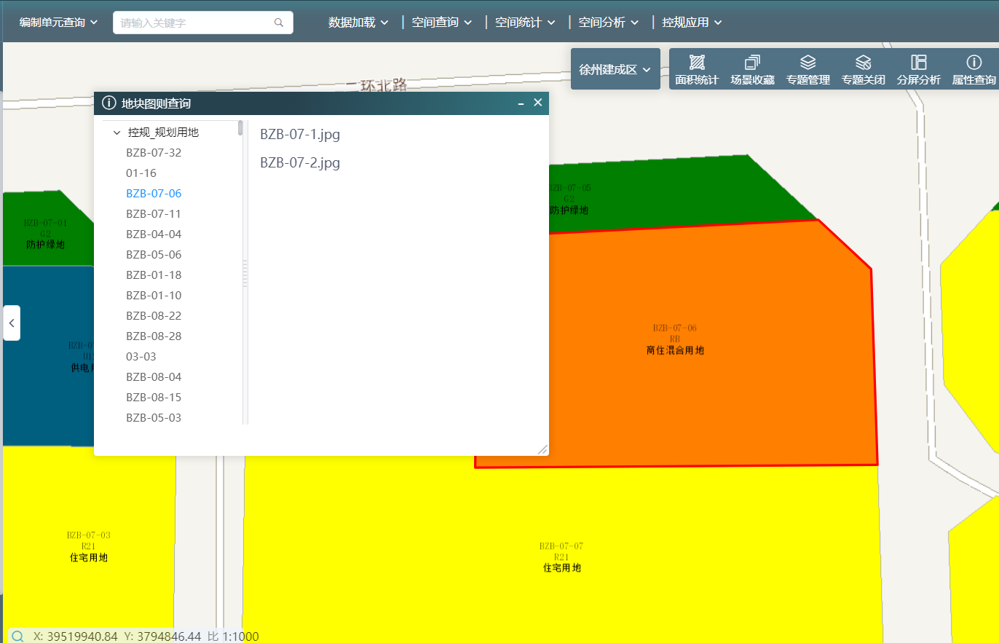 编制单元查询
请输入关键字
数据加载
空间查询
空间统计
空间分析
控规应用
徐州建成区
面积统计
场景收藏
专题管理
专题关闭
分屏分析
属性查询
二环北路
地块图则查询
控规_规划用地
BZB-07-32
01-16
BZB-07-06
BZB-07-11
BZB-04-04
BZB-05-06
BZB-01-18
BZB-01-10
BZB-08-22
BZB-08-28
03-03
BZB-08-04
BZB-08-15
BZB-05-03
BZB-07-1.jpg
BZB-07-2.jpg
BZB-07-01
G2
防护绿地
BZB-07-05
G2
防护绿地
BZB-07-06
RB
商住混合用地
供电
BZB-07-03
R21
住宅用地
BZB-07-07
R21
住宅用地
X: 39519940.84 Y: 3794846.44 比 1:1000